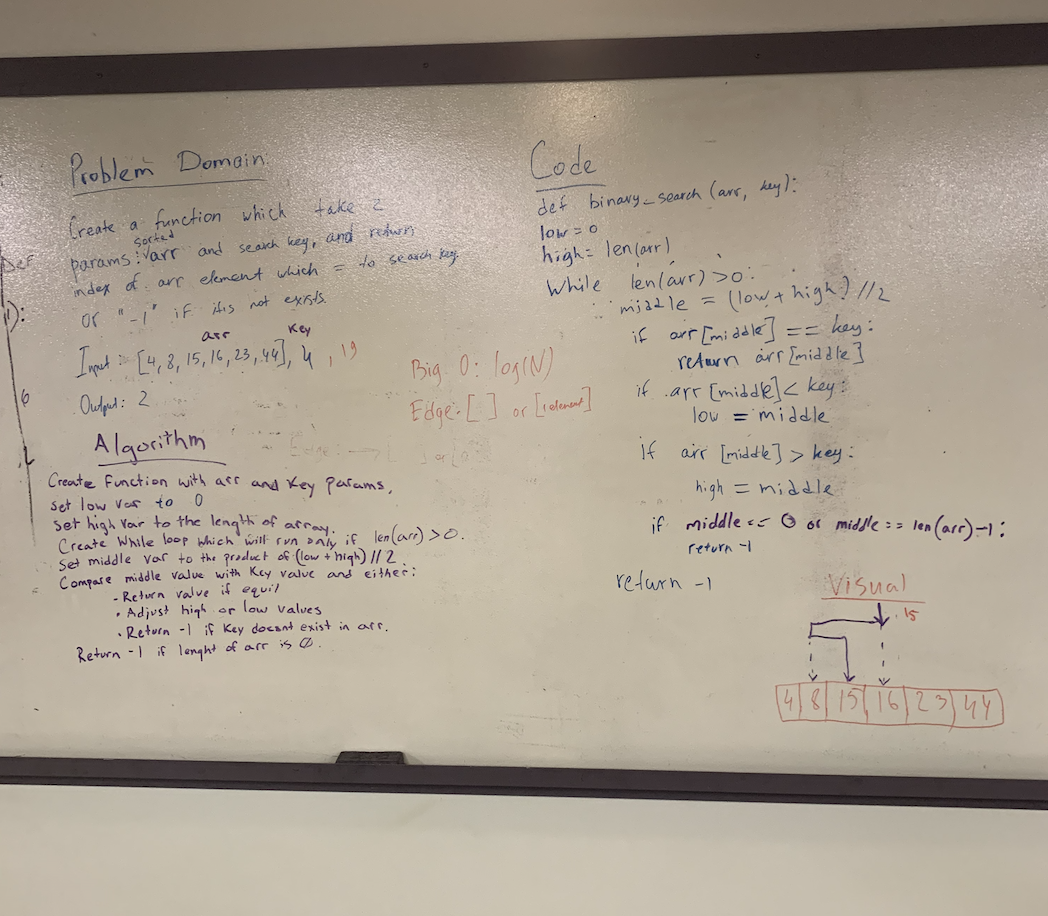 Problem Domain
Create a function which take 2
sorted
params: arr and search key, and return
index of arr element which = to search key.
or "-1" if its not exists.
arr key
Input: [4, 8, 15, 16, 23, 44], 4, 19
Output: 2
Big O: log(N)
Edge: [ ] or [1 element]
Algorithm
Create Function with arr and Key params,
set low var to 0
set high var to the length of array.
Create While loop which will run only if len(arr) > 0.
Set middle var to the product of (low + high) // 2.
Compare middle value with Key value and either:
- Return value if equil
• Adjust high or low values
• Return -1 if Key doesnt exist in arr.
Return -1 if lenght of arr is 0.
Def
):
6
Code
def binary_search (arr, key):
low = 0
high = len(arr)
While len(arr) > 0:
middle = (low + high) // 2
if arr [middle] == key:
return arr [middle]
if arr [middle] < key:
low = middle
if arr [middle] > key:
high = middle
if middle == 0 or middle == len(arr) - 1:
return -1
return -1
Visual
15
4 8 15 16 23 44